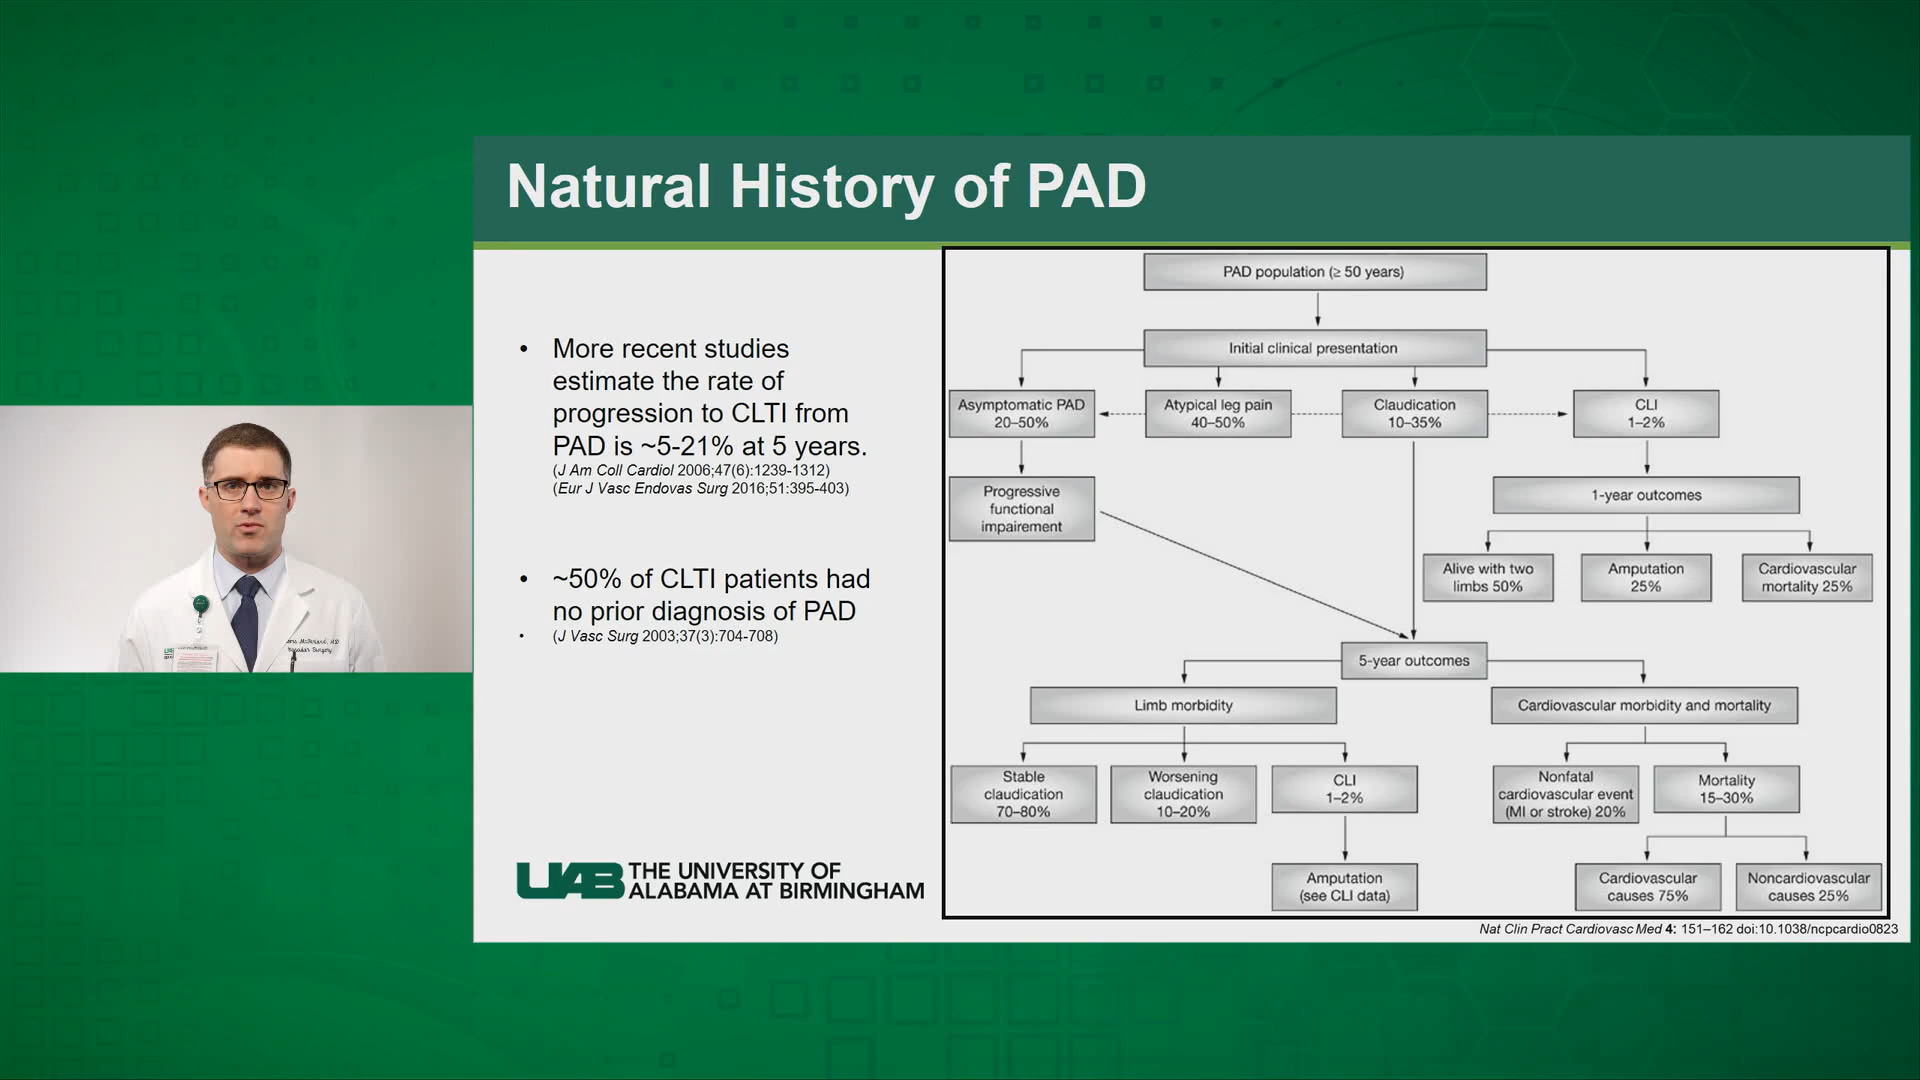 Natural History of PAD
• More recent studies
estimate the rate of
progression to CLTI from
PAD is ~5-21% at 5 years.
(J Am Coll Cardiol 2006;47(6):1239-1312)
(Eur J Vasc Endovas Surg 2016;51:395-403)
• ~50% of CLTI patients had
no prior diagnosis of PAD
• (J Vasc Surg 2003;37(3):704-708)
UAB THE UNIVERSITY OF
ALABAMA AT BIRMINGHAM
PAD population (≥ 50 years)
Initial clinical presentation
Asymptomatic PAD
20–50%
Atypical leg pain
40–50%
Claudication
10–35%
CLI
1–2%
Progressive
functional
impairment
1-year outcomes
Alive with two
limbs 50%
Amputation
25%
Cardiovascular
mortality 25%
5-year outcomes
Limb morbidity
Cardiovascular morbidity and mortality
Stable
claudication
70–80%
Worsening
claudication
10–20%
CLI
1–2%
Nonfatal
cardiovascular event
(MI or stroke) 20%
Mortality
15–30%
Amputation
(see CLI data)
Cardiovascular
causes 75%
Noncardiovascular
causes 25%
Nat Clin Pract Cardiovasc Med 4: 151–162 doi:10.1038/ncpcardio0823
UAB
MD
Surgery